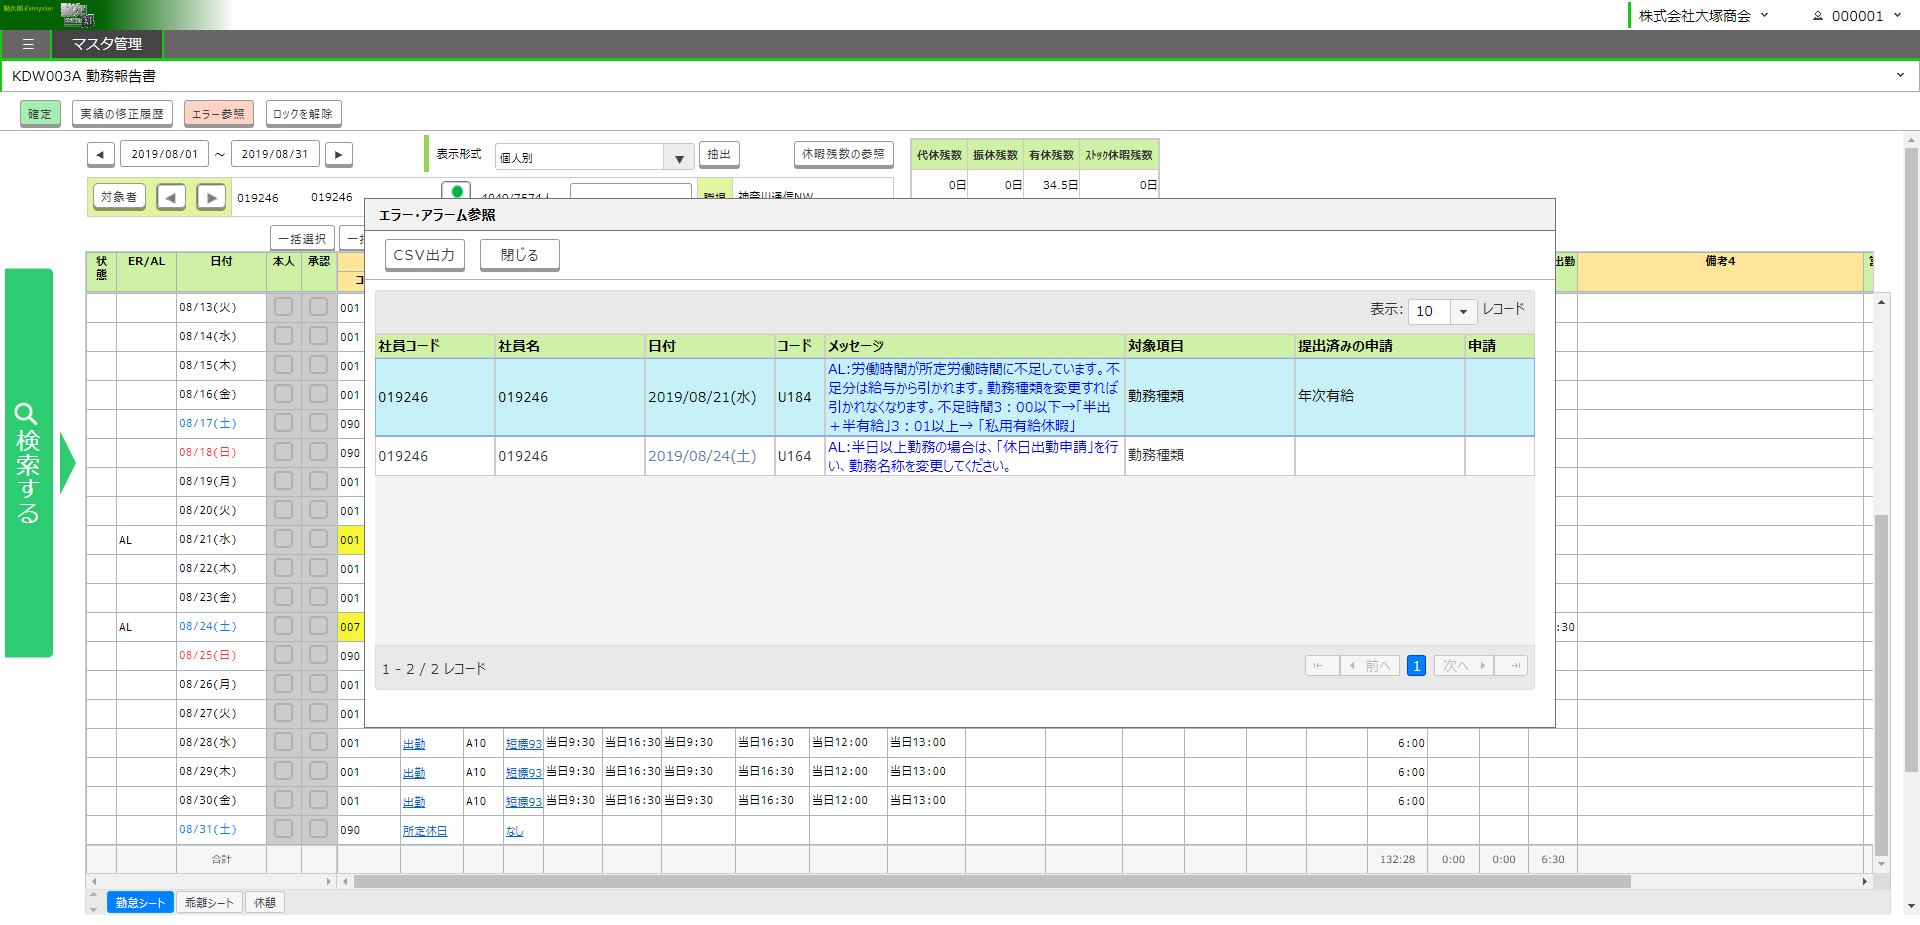 勤次郎 Enterprise
株式会社大塚商会
000001
マスタ管理
KDW003A 勤務報告書
確定 実績の修正履歴 エラー参照 ロックを解除
2019/08/01 ～ 2019/08/31 表示形式 個人別 抽出 休暇残数の参照
代休残数 振休残数 有休残数 ストック休暇残数
0日 0日 34.5日 0日
対象者 019246 019246
一括選択
状態 ER/AL 日付 本人 承認
出勤 備考4
検索する
エラー・アラーム参照
CSV出力 閉じる
表示: 10 レコード
社員コード 社員名 日付 コード メッセージ 対象項目 提出済みの申請 申請
019246 019246 2019/08/21(水) U184 AL:労働時間が所定労働時間に不足しています。不
足分は給与から引かれます。勤務種類を変更すれば
引かれなくなります。不足時間3：00以下→「半出
＋半有給」3：01以上→「私用有給休暇」 勤務種類 年次有給
019246 019246 2019/08/24(土) U164 AL:半日以上勤務の場合は、「休日出勤申請」を行
い、勤務名称を変更してください。 勤務種類
1 - 2 / 2 レコード
前へ 1 次へ
08/13(火) 001
08/14(水) 001
08/15(木) 001
08/16(金) 001
08/17(土) 090
08/18(日) 090
08/19(月) 001
08/20(火) 001
AL 08/21(水) 001
08/22(木) 001
08/23(金) 001
AL 08/24(土) 007 :30
08/25(日) 090
08/26(月) 001
08/27(火) 001
08/28(水) 001 出勤 A10 短標93 当日9:30 当日16:30 当日9:30 当日16:30 当日12:00 当日13:00 6:00
08/29(木) 001 出勤 A10 短標93 当日9:30 当日16:30 当日9:30 当日16:30 当日12:00 当日13:00 6:00
08/30(金) 001 出勤 A10 短標93 当日9:30 当日16:30 当日9:30 当日16:30 当日12:00 当日13:00 6:00
08/31(土) 090 所定休日 なし
合計 132:28 0:00 0:00 6:30
勤怠シート 乖離シート 休憩